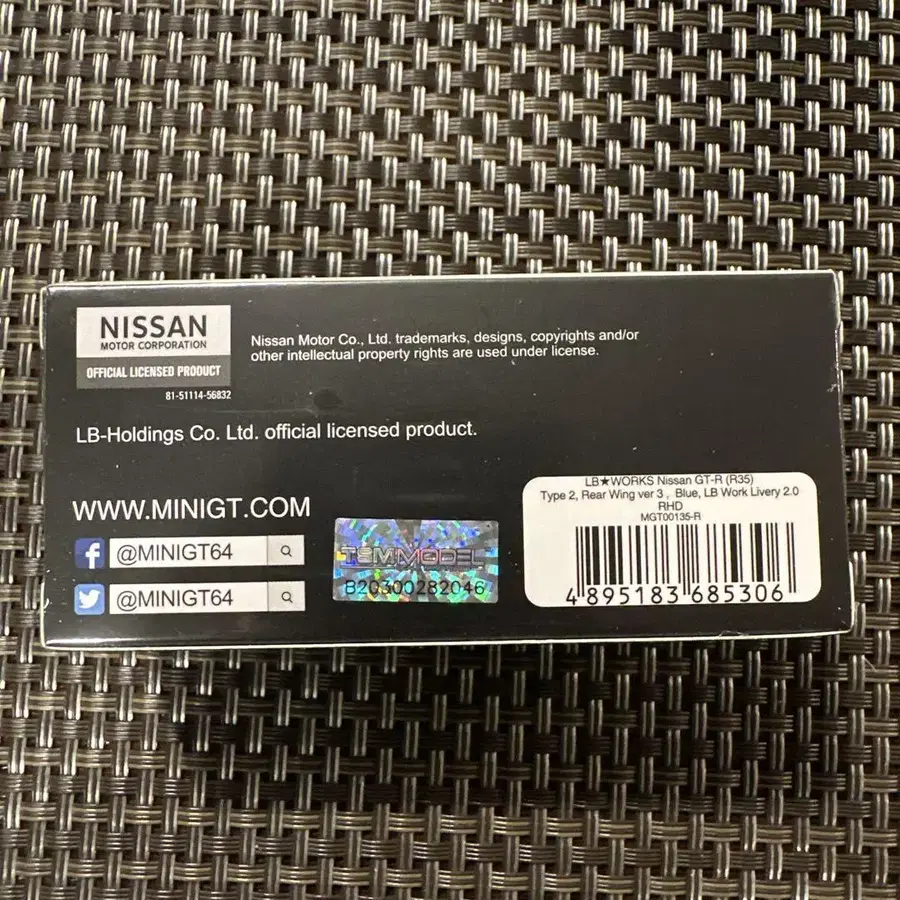 NISSAN
MOTOR CORPORATION
OFFICIAL LICENSED PRODUCT
81-51114-56832
Nissan Motor Co., Ltd. trademarks, designs, copyrights and/or
other intellectual property rights are used under license.
LB-Holdings Co. Ltd. official licensed product.
WWW.MINIGT.COM
f @MINIGT64
@MINIGT64
TSMMODEL
B20300282046
LB★WORKS Nissan GT-R (R35)
Type 2, Rear Wing ver 3 , Blue, LB Work Livery 2.0
RHD
MGT00135-R
4 895183 685306